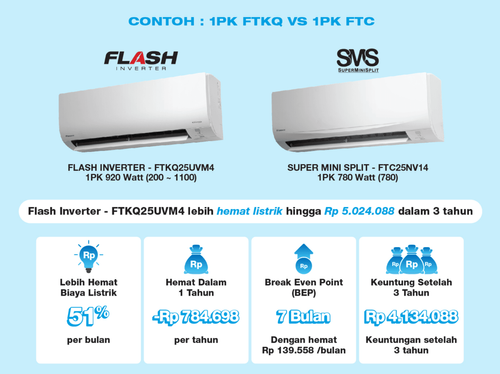 CONTOH : 1PK FTKQ VS 1PK FTC
FLASH
INVERTER
SMS
SUPERMINISPLIT
FLASH INVERTER - FTKQ25UVM4
1PK 920 Watt (200 ~ 1100)
SUPER MINI SPLIT - FTC25NV14
1PK 780 Watt (780)
Flash Inverter - FTKQ25UVM4 lebih hemat listrik hingga Rp 5.024.088 dalam 3 tahun
Rp
Lebih Hemat
Biaya Listrik
51%
per bulan
Rp
Hemat Dalam
1 Tahun
-Rp 784.698
per tahun
Rp
Break Even Point
(BEP)
7 Bulan
Dengan hemat
Rp 139.558 /bulan
Rp Rp Rp
Keuntung Setelah
3 Tahun
Rp 4.134.088
Keuntungan setelah
3 tahun